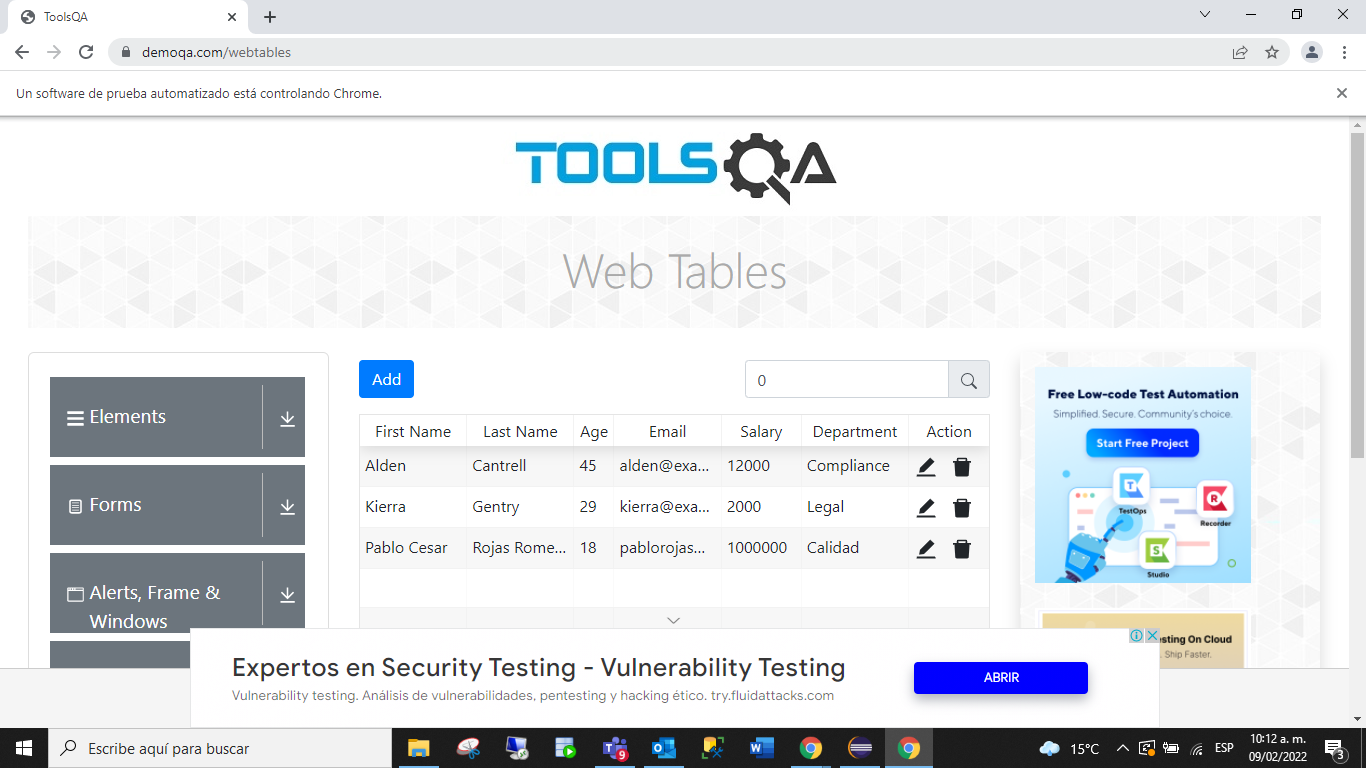 ToolsQA
demoqa.com/webtables
Un software de prueba automatizado está controlando Chrome.
TOOLSQA
Web Tables
Elements
Forms
Alerts, Frame &
Windows
Add
0
First Name Last Name Age Email Salary Department Action
Alden Cantrell 45 alden@exa... 12000 Compliance
Kierra Gentry 29 kierra@exa... 2000 Legal
Pablo Cesar Rojas Rome... 18 pablorojas... 1000000 Calidad
Free Low-code Test Automation
Simplified. Secure. Community's choice.
Start Free Project
TestOps
Recorder
Studio
sting On Cloud
. Ship Faster.
Expertos en Security Testing - Vulnerability Testing
Vulnerability testing. Análisis de vulnerabilidades, pentesting y hacking ético. try.fluidattacks.com
ABRIR
Escribe aquí para buscar
9
15°C
ESP
10:12 a. m.
09/02/2022
3